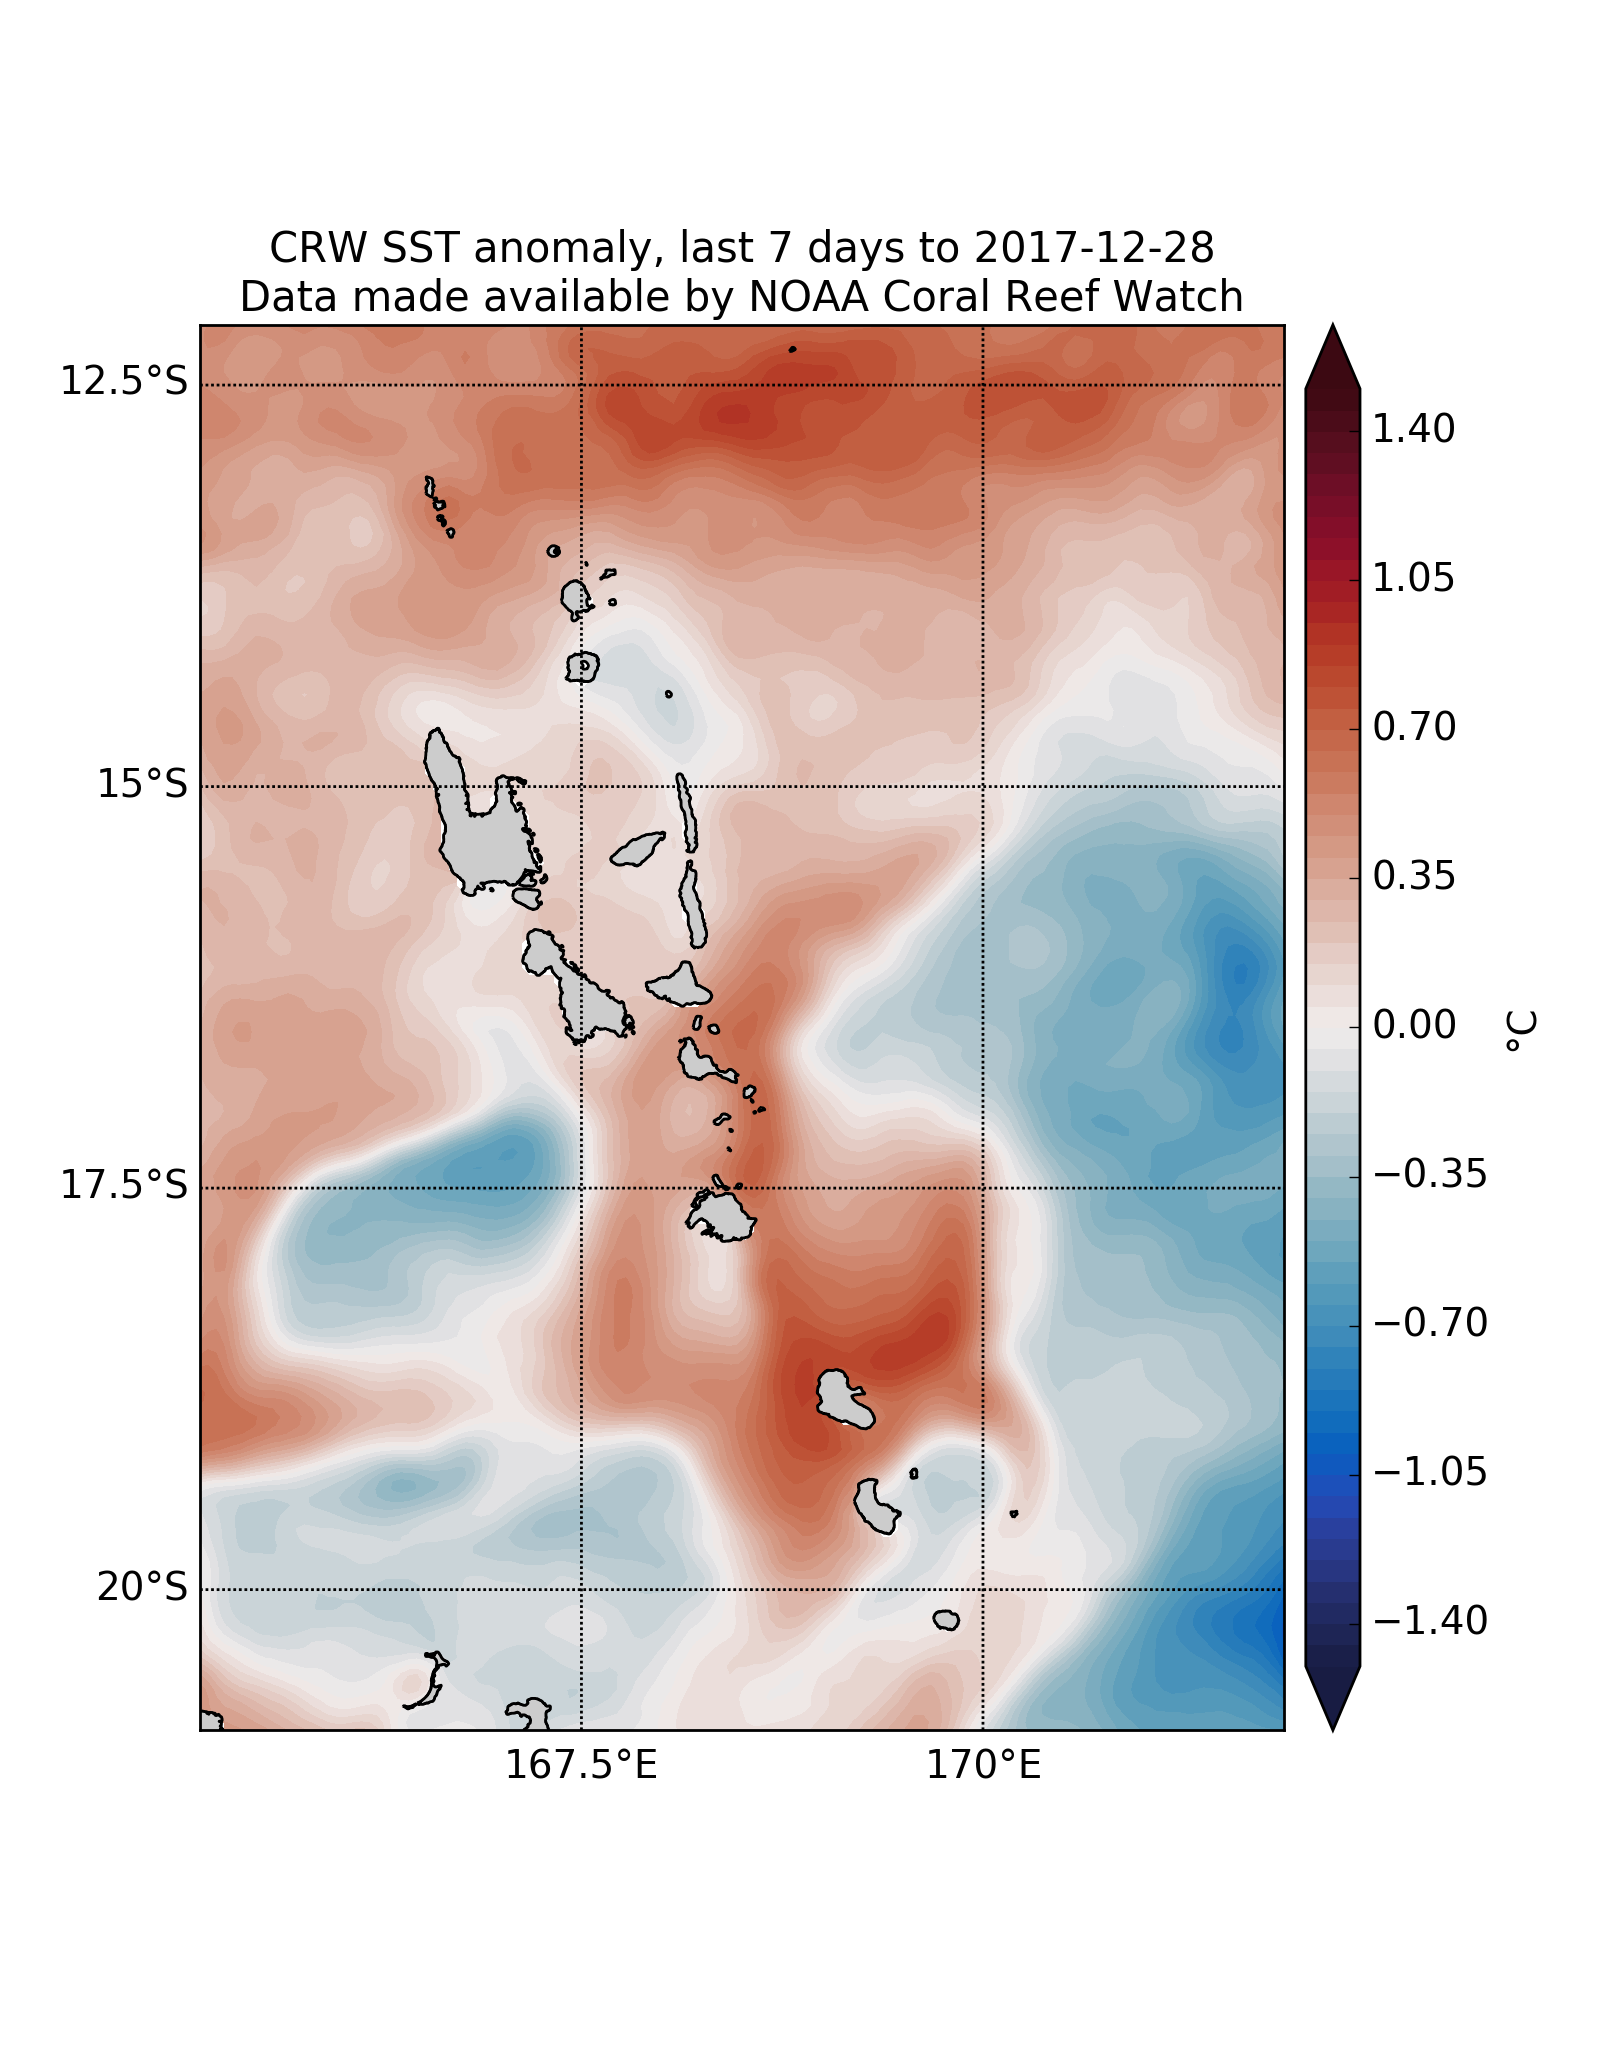 CRW SST anomaly, last 7 days to 2017-12-28
Data made available by NOAA Coral Reef Watch
12.5°S
15°S
17.5°S
20°S
167.5°E
170°E
1.40
1.05
0.70
0.35
0.00
−0.35
−0.70
−1.05
−1.40
°C